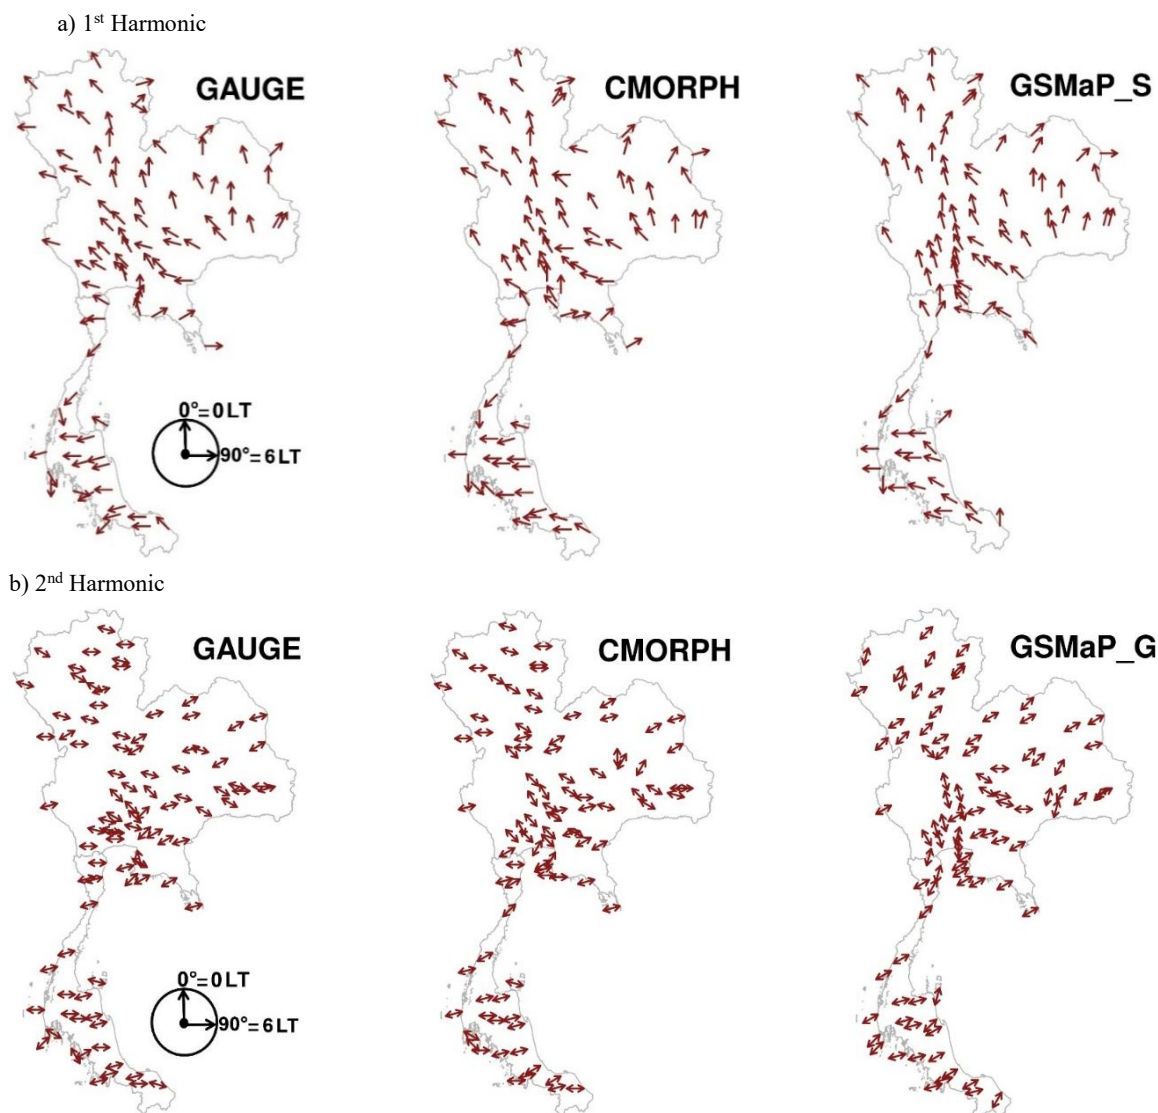 a) 1st Harmonic
GAUGE
CMORPH
GSMaP_S
0°=0LT
90°=6LT
b) 2nd Harmonic
GAUGE
CMORPH
GSMaP_G
0°=0LT
90°=6LT